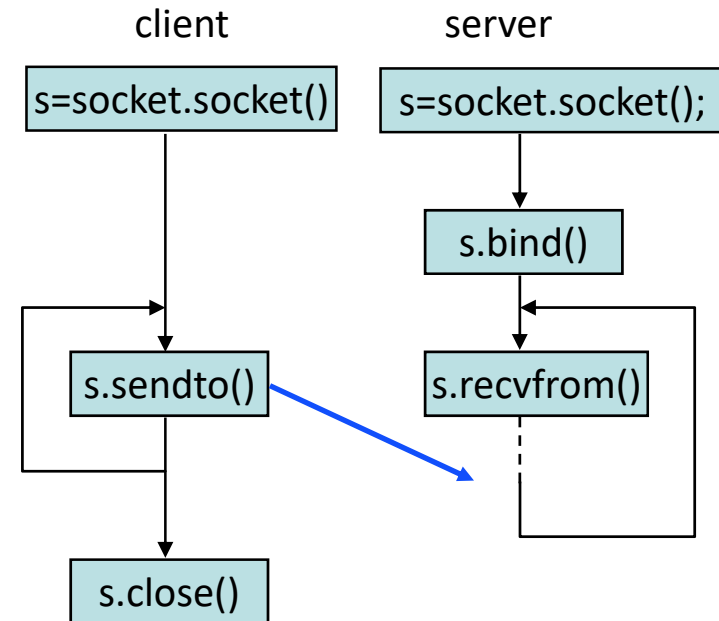 client
server
s=socket.socket()
s=socket.socket();
s.bind()
s.sendto()
s.recvfrom()
s.close()